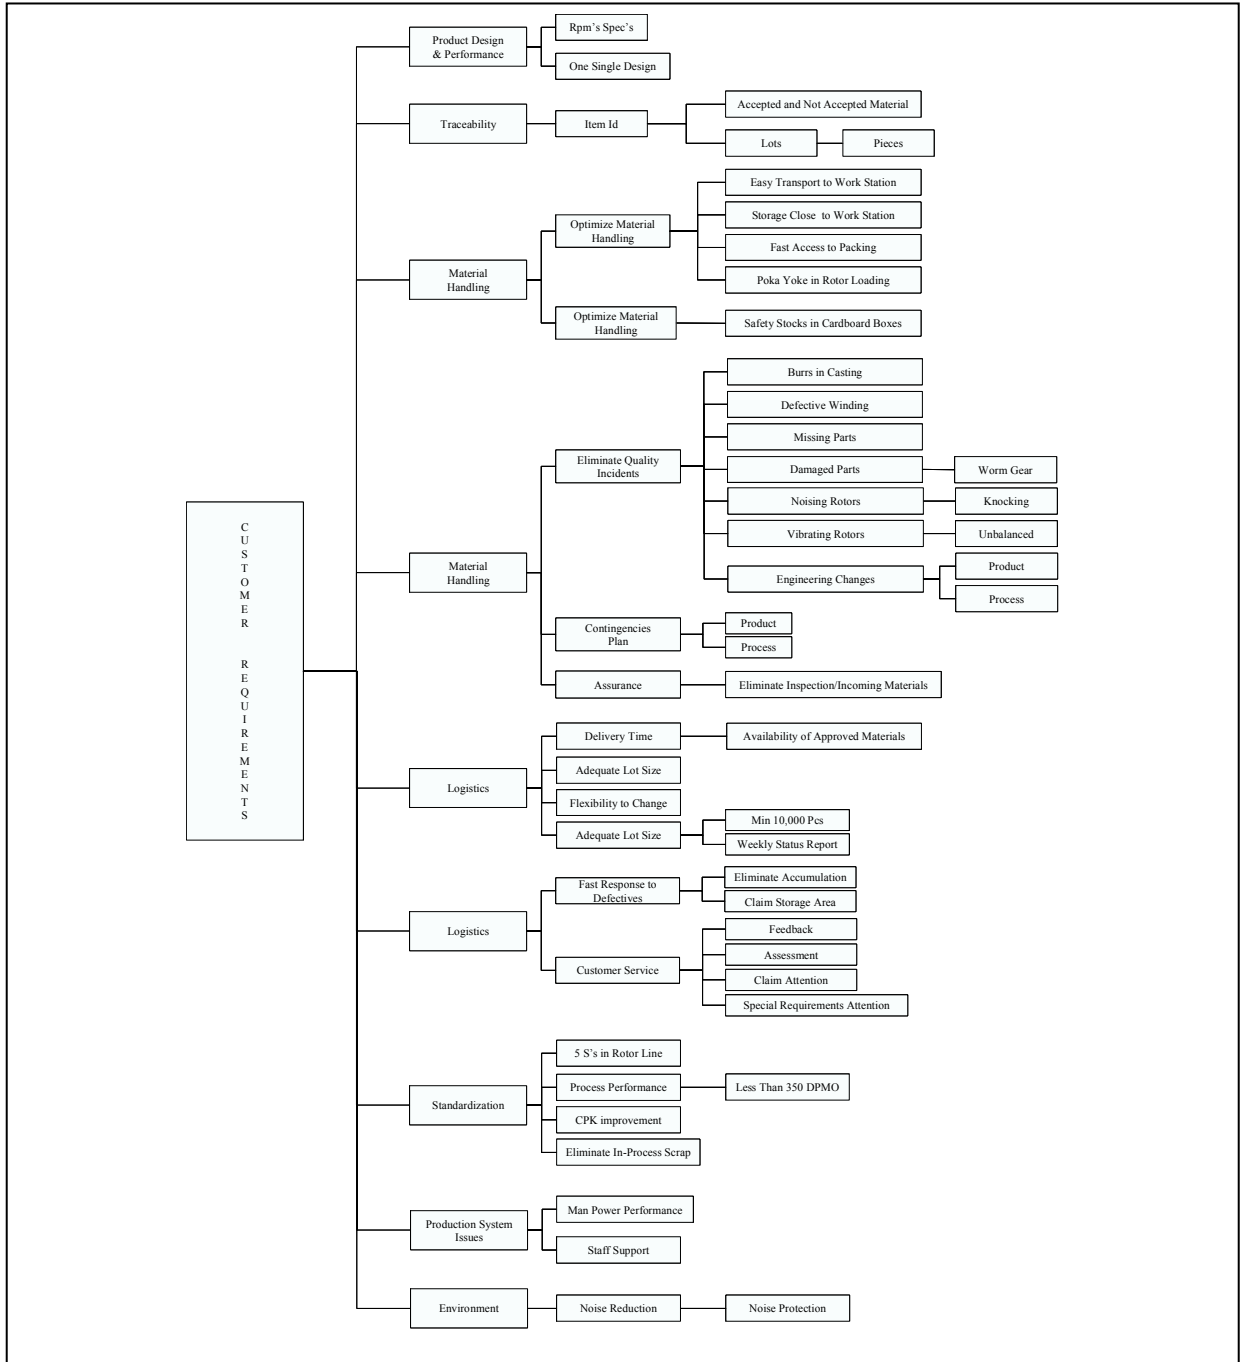 CUSTOMER REQUIREMENTS
Product Design
& Performance
Rpm's Spec's
One Single Design
Traceability
Item Id
Accepted and Not Accepted Material
Lots
Pieces
Material
Handling
Optimize Material
Handling
Easy Transport to Work Station
Storage Close to Work Station
Fast Access to Packing
Poka Yoke in Rotor Loading
Optimize Material
Handling
Safety Stocks in Cardboard Boxes
Material
Handling
Eliminate Quality
Incidents
Burrs in Casting
Defective Winding
Missing Parts
Damaged Parts
Worm Gear
Noising Rotors
Knocking
Vibrating Rotors
Unbalanced
Engineering Changes
Product
Process
Contingencies
Plan
Product
Process
Assurance
Eliminate Inspection/Incoming Materials
Logistics
Delivery Time
Availability of Approved Materials
Adequate Lot Size
Flexibility to Change
Adequate Lot Size
Min 10,000 Pcs
Weekly Status Report
Logistics
Fast Response to
Defectives
Eliminate Accumulation
Claim Storage Area
Customer Service
Feedback
Assessment
Claim Attention
Special Requirements Attention
Standardization
5 S's in Rotor Line
Process Performance
Less Than 350 DPMO
CPK improvement
Eliminate In-Process Scrap
Production System
Issues
Man Power Performance
Staff Support
Environment
Noise Reduction
Noise Protection